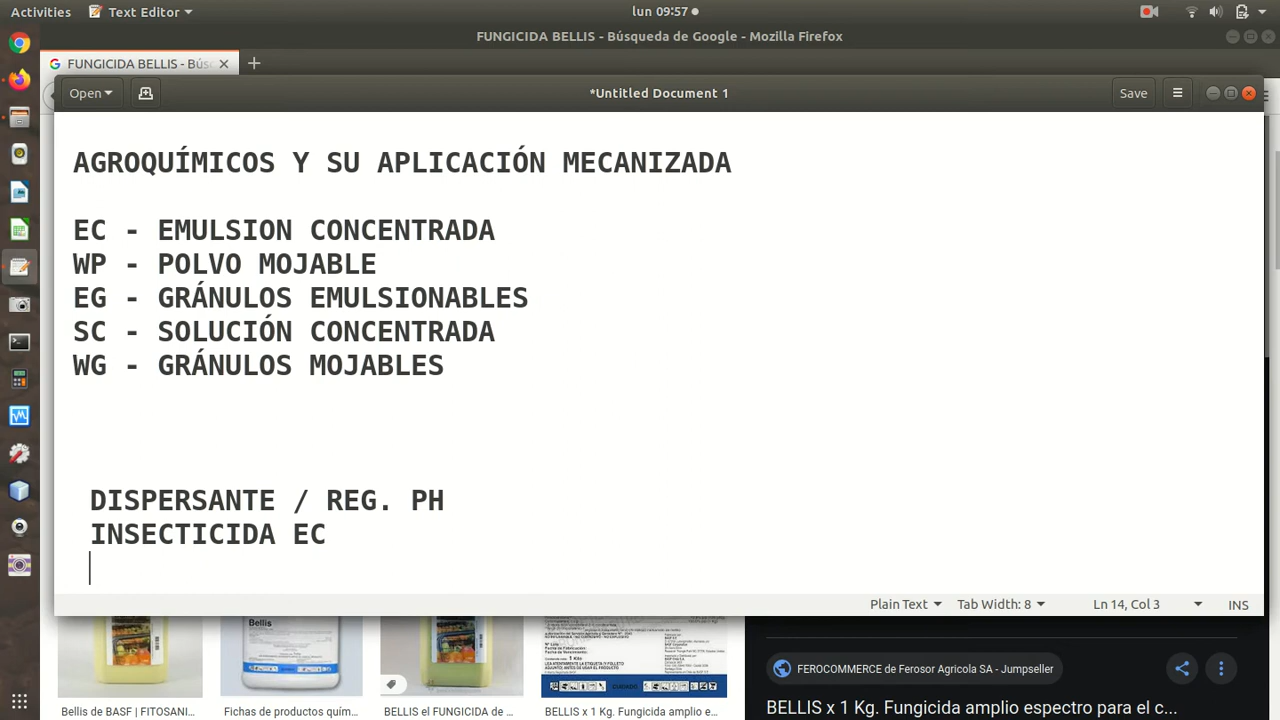 Activities Text Editor lun 09:57
FUNGICIDA BELLIS - Búsqueda de Google - Mozilla Firefox
FUNGICIDA BELLIS - Bús
Open *Untitled Document 1 Save
AGROQUÍMICOS Y SU APLICACIÓN MECANIZADA
EC - EMULSION CONCENTRADA
WP - POLVO MOJABLE
EG - GRÁNULOS EMULSIONABLES
SC - SOLUCIÓN CONCENTRADA
WG - GRÁNULOS MOJABLES
DISPERSANTE / REG. PH
INSECTICIDA EC
Plain Text Tab Width: 8 Ln 14, Col 3 INS
Bellis
FEROCOMMERCE de Ferosor Agricola SA - Jumpseller
Bellis de BASF | FITOSANI... Fichas de productos quím... BELLIS el FUNGICIDA de ... BELLIS x 1 Kg. Fungicida amplio e...
BELLIS x 1 Kg. Fungicida amplio espectro para el c...